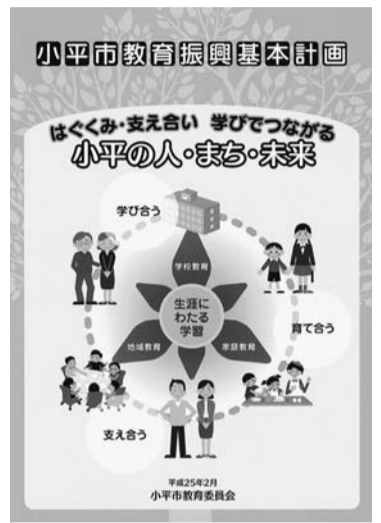 小平市教育振興基本計画
はぐくみ・支え合い 学びでつながる
小平の人・まち・未来
学び合う
学校教育
生涯に
わたる
学習
地域教育
家庭教育
育て合う
支え合う
平成25年2月
小平市教育委員会